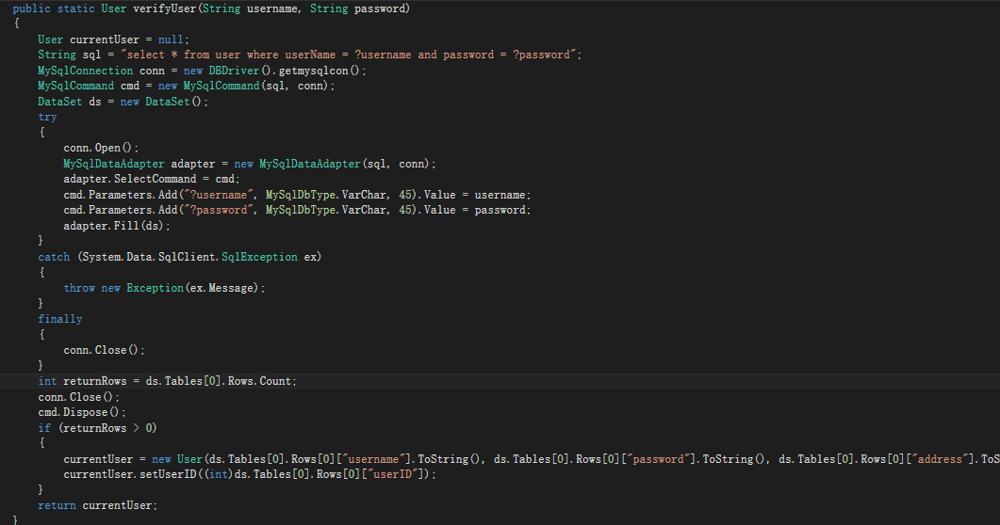 public static User verifyUser(String username, String password)
{
    User currentUser = null;
    String sql = "select * from user where userName = ?username and password = ?password";
    MySqlConnection conn = new DBDriver().getmysqlcon();
    MySqlCommand cmd = new MySqlCommand(sql, conn);
    DataSet ds = new DataSet();
    try
    {
        conn.Open();
        MySqlDataAdapter adapter = new MySqlDataAdapter(sql, conn);
        adapter.SelectCommand = cmd;
        cmd.Parameters.Add("?username", MySqlDbType.VarChar, 45).Value = username;
        cmd.Parameters.Add("?password", MySqlDbType.VarChar, 45).Value = password;
        adapter.Fill(ds);
    }
    catch (System.Data.SqlClient.SqlException ex)
    {
        throw new Exception(ex.Message);
    }
    finally
    {
        conn.Close();
    }
    int returnRows = ds.Tables[0].Rows.Count;
    conn.Close();
    cmd.Dispose();
    if (returnRows > 0)
    {
        currentUser = new User(ds.Tables[0].Rows[0]["username"].ToString(), ds.Tables[0].Rows[0]["password"].ToString(), ds.Tables[0].Rows[0]["address"].ToS
        currentUser.setUserID((int)ds.Tables[0].Rows[0]["userID"]);
    }
    return currentUser;
}